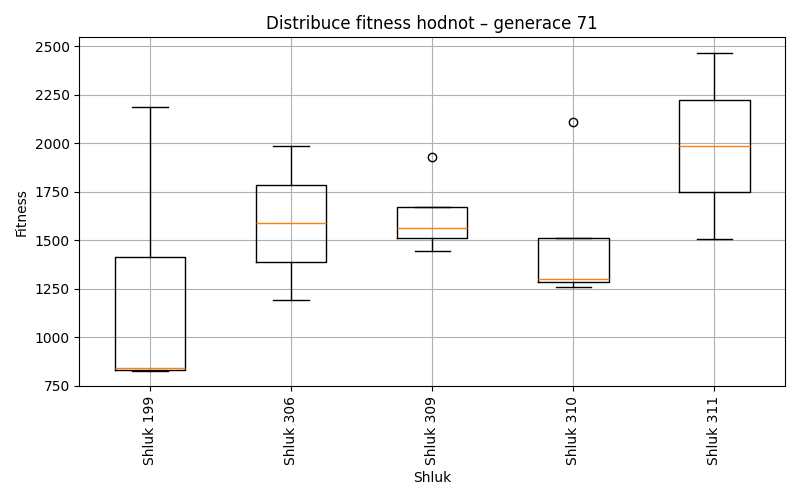 Distribuce fitness hodnot – generace 71
Fitness
2500
2250
2000
1750
1500
1250
1000
750
Shluk 199
Shluk 306
Shluk 309
Shluk 310
Shluk 311
Shluk